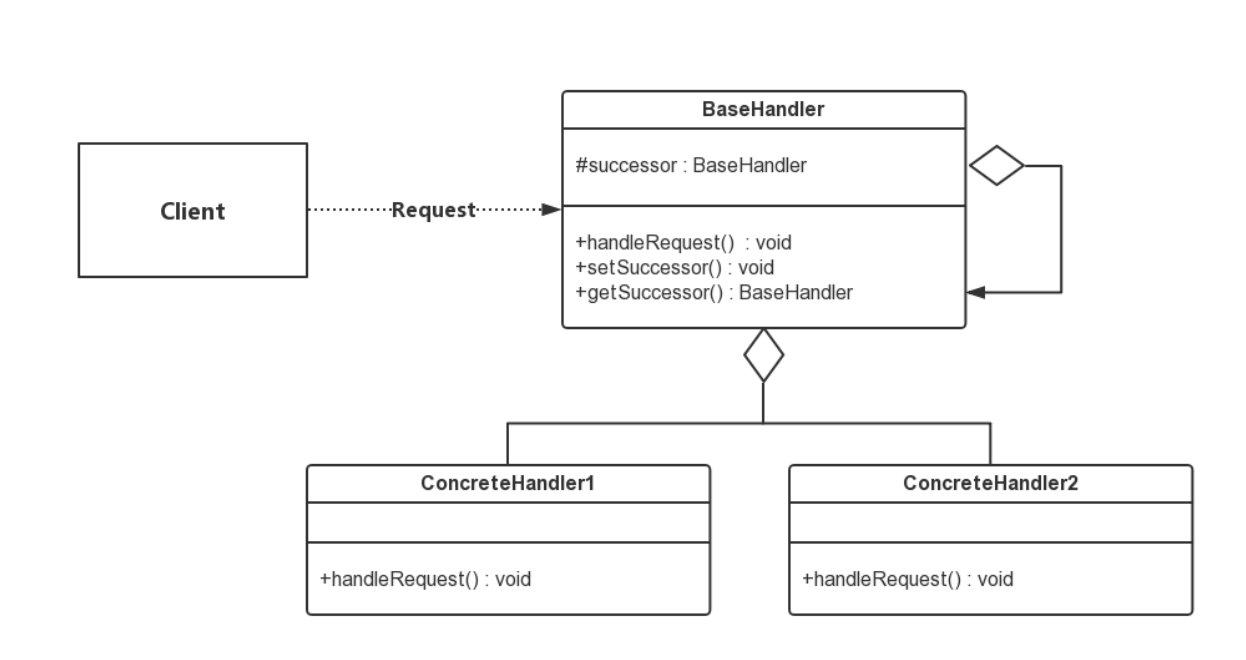 BaseHandler
#successor : BaseHandler
Client
Request
+handleRequest()  : void
+setSuccessor() : void
+getSuccessor() : BaseHandler
ConcreteHandler1
ConcreteHandler2
+handleRequest() : void
+handleRequest() : void